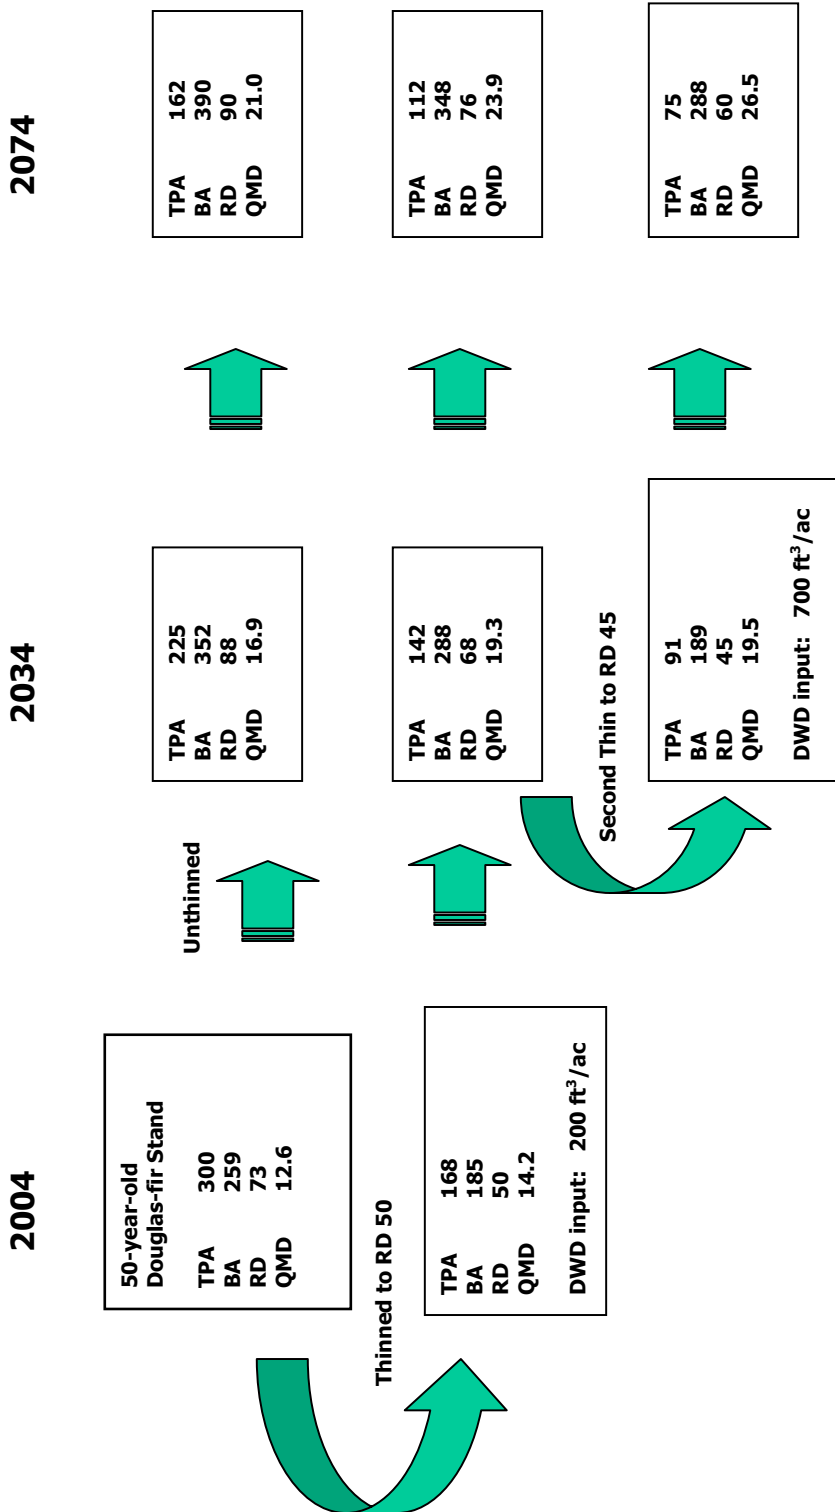 2004
2034
2074
50-year-old
Douglas-fir Stand
TPA 300
BA 259
RD 73
QMD 12.6
Unthinned
TPA 225
BA 352
RD 88
QMD 16.9
TPA 162
BA 390
RD 90
QMD 21.0
Thinned to RD 50
TPA 168
BA 185
RD 50
QMD 14.2
DWD input: 200 ft³/ac
TPA 142
BA 288
RD 68
QMD 19.3
TPA 112
BA 348
RD 76
QMD 23.9
Second Thin to RD 45
TPA 91
BA 189
RD 45
QMD 19.5
DWD input: 700 ft³/ac
TPA 75
BA 288
RD 60
QMD 26.5